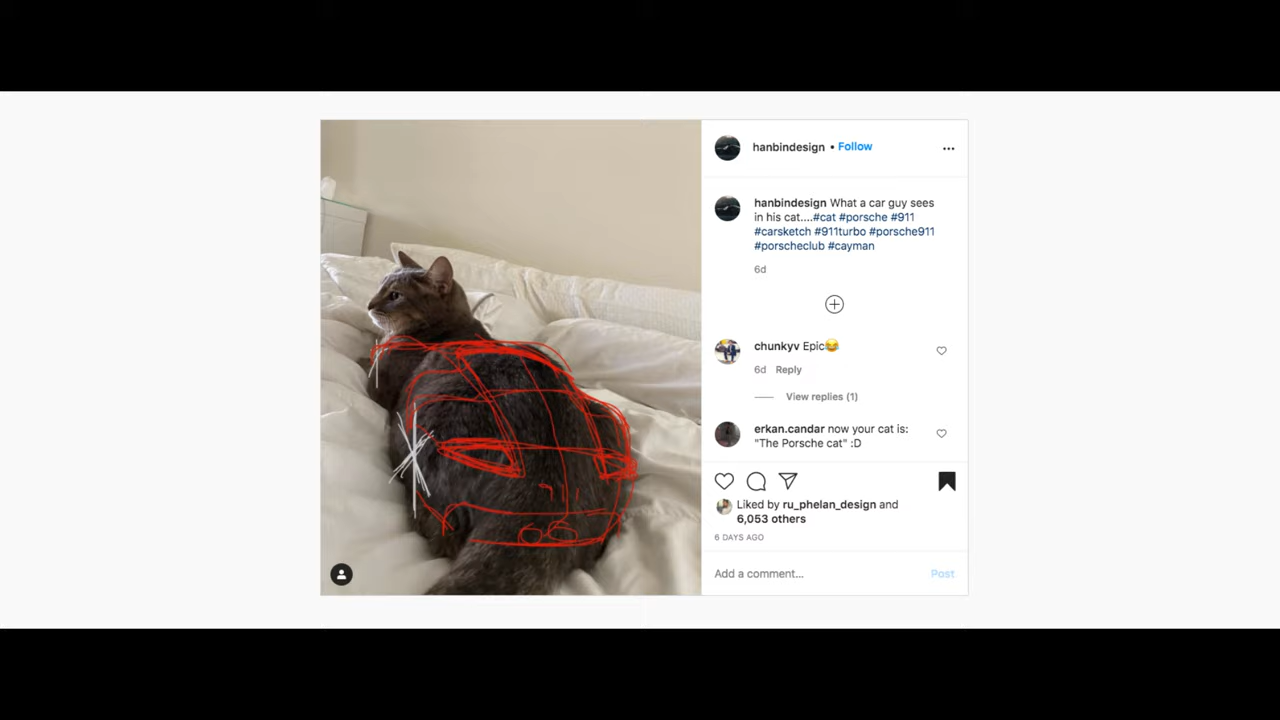 hanbindesign • Follow
hanbindesign What a car guy sees
in his cat....#cat #porsche #911
#carsketch #911turbo #porsche911
#porscheclub #cayman
6d
chunkyv Epic😂
6d Reply
View replies (1)
erkan.candar now your cat is:
"The Porsche cat" :D
911
Liked by ru_phelan_design and
6,053 others
6 DAYS AGO
Add a comment... Post